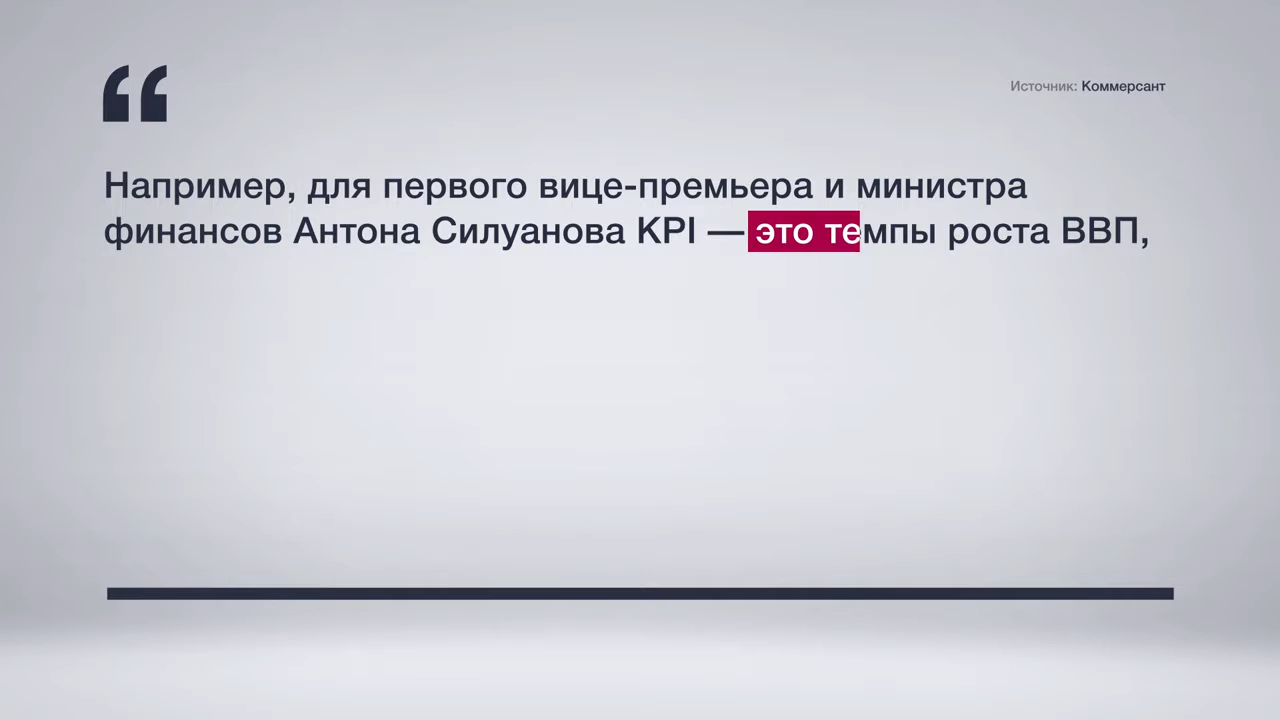 Источник: Коммерсант
Например, для первого вице-премьера и министра
финансов Антона Силуанова KPI — это темпы роста ВВП,